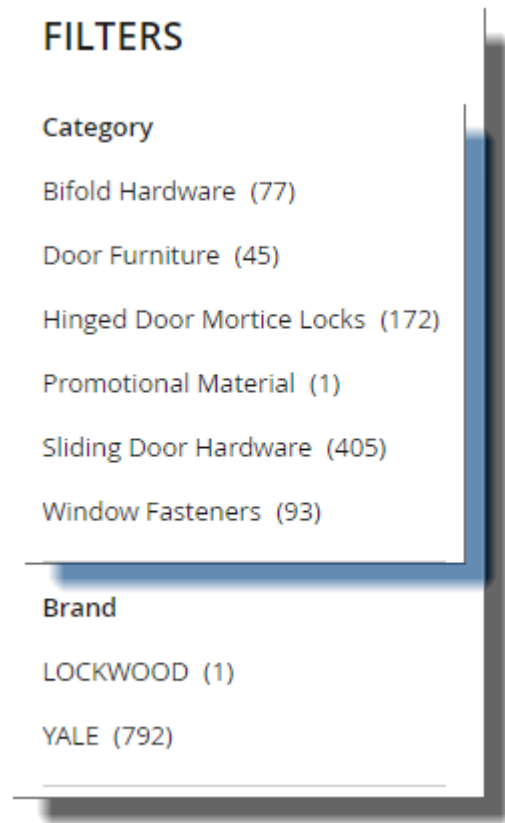 FILTERS
Category
Bifold Hardware (77)
Door Furniture (45)
Hinged Door Mortice Locks (172)
Promotional Material (1)
Sliding Door Hardware (405)
Window Fasteners (93)
Brand
LOCKWOOD (1)
YALE (792)